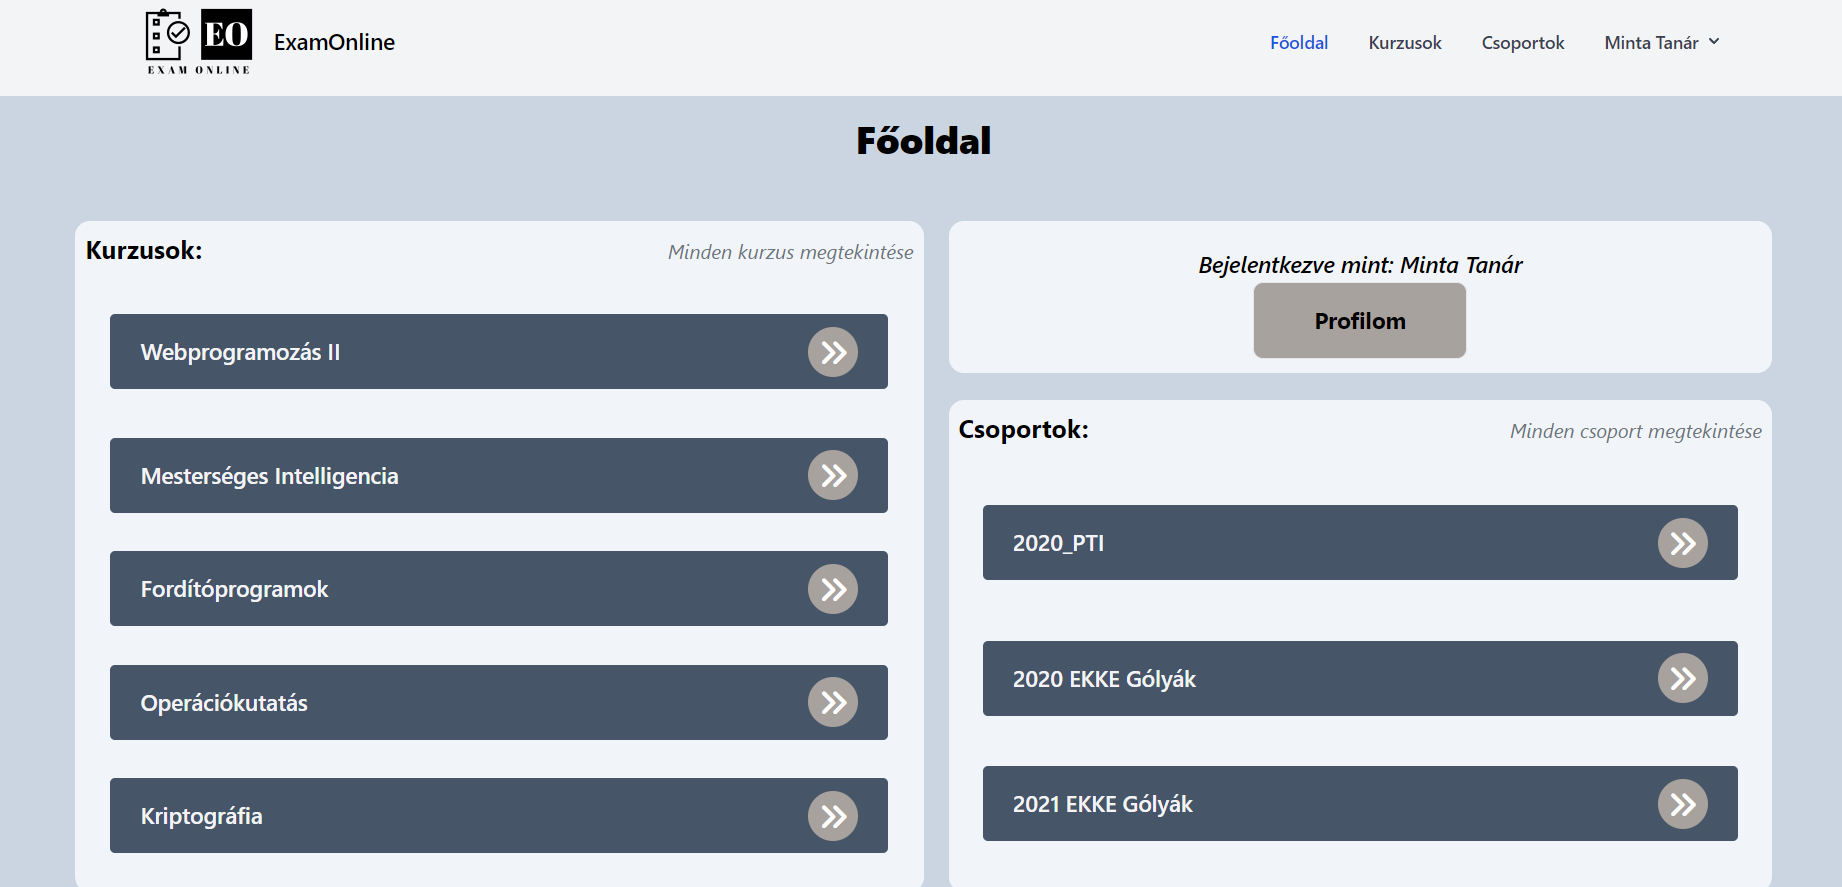 EO
EXAM ONLINE
ExamOnline
Főoldal
Kurzusok
Csoportok
Minta Tanár
Főoldal
Kurzusok:
Minden kurzus megtekintése
Webprogramozás II
Mesterséges Intelligencia
Fordítóprogramok
Operációkutatás
Kriptográfia
Bejelentkezve mint: Minta Tanár
Profilom
Csoportok:
Minden csoport megtekintése
2020_PTI
2020 EKKE Gólyák
2021 EKKE Gólyák